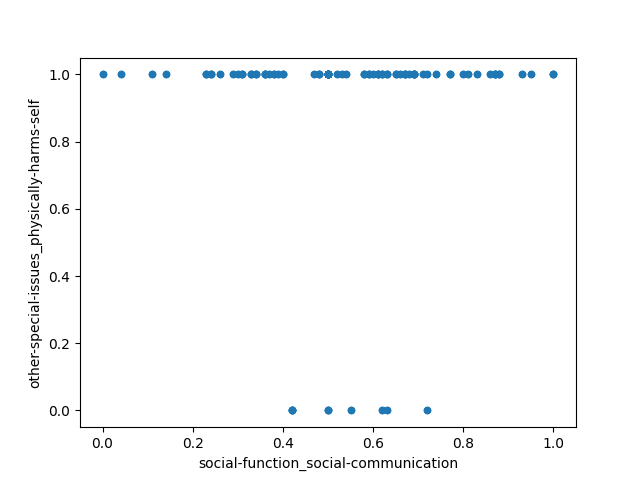 1.0
0.8
0.6
0.4
0.2
0.0
other-special-issues_physically-harms-self
0.0 0.2 0.4 0.6 0.8 1.0
social-function_social-communication